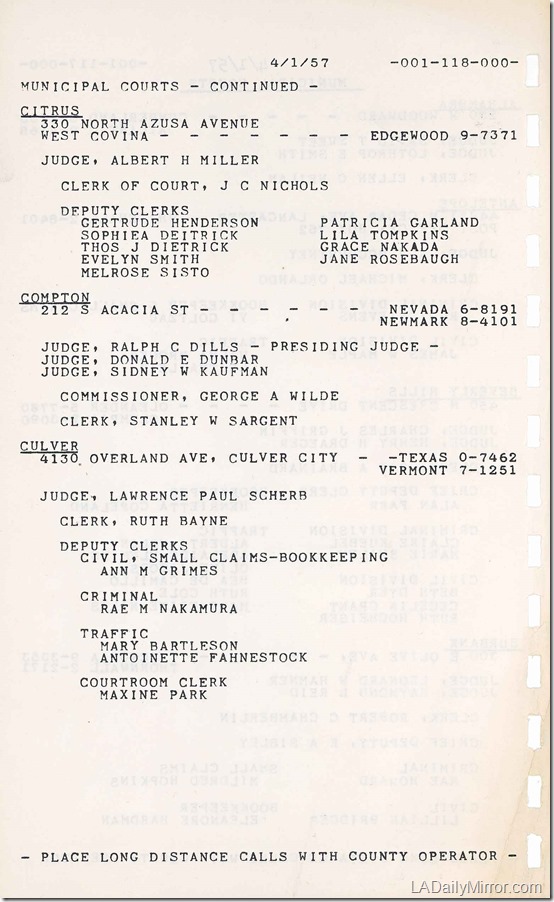 4/1/57 -001-118-000-
MUNICIPAL COURTS - CONTINUED -
CITRUS
330 NORTH AZUSA AVENUE
WEST COVINA - - - - - - - EDGEWOOD 9-7371
JUDGE, ALBERT H MILLER
CLERK OF COURT, J C NICHOLS
DEPUTY CLERKS
GERTRUDE HENDERSON PATRICIA GARLAND
SOPHIEA DEITRICK LILA TOMPKINS
THOS J DIETRICK GRACE NAKADA
EVELYN SMITH JANE ROSEBAUGH
MELROSE SISTO
COMPTON
212 S ACACIA ST - - - - - - NEVADA 6-8191
NEWMARK 8-4101
JUDGE, RALPH C DILLS - PRESIDING JUDGE -
JUDGE, DONALD E DUNBAR
JUDGE, SIDNEY W KAUFMAN
COMMISSIONER, GEORGE A WILDE
CLERK, STANLEY W SARGENT
CULVER
4130 OVERLAND AVE, CULVER CITY - -TEXAS 0-7462
VERMONT 7-1251
JUDGE, LAWRENCE PAUL SCHERB
CLERK, RUTH BAYNE
DEPUTY CLERKS
CIVIL, SMALL CLAIMS-BOOKKEEPING
ANN M GRIMES
CRIMINAL
RAE M NAKAMURA
TRAFFIC
MARY BARTLESON
ANTOINETTE FAHNESTOCK
COURTROOM CLERK
MAXINE PARK
- PLACE LONG DISTANCE CALLS WITH COUNTY OPERATOR -
LADailyMirror.com